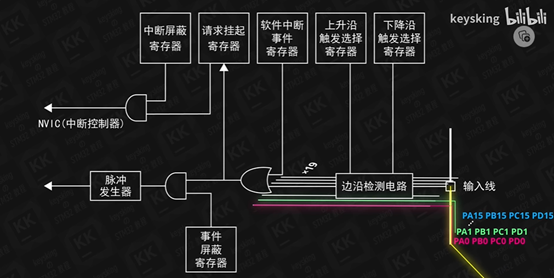 keysking bilibili
中断屏蔽
寄存器
请求挂起
寄存器
软件中断
事件
寄存器
上升沿
触发选择
寄存器
下降沿
触发选择
寄存器
NVIC(中断控制器)
×19
脉冲
发生器
边沿检测电路
输入线
事件
屏蔽
寄存器
PA15 PB15 PC15 PD15
PA1 PB1 PC1 PD1
PA0 PB0 PC0 PD0